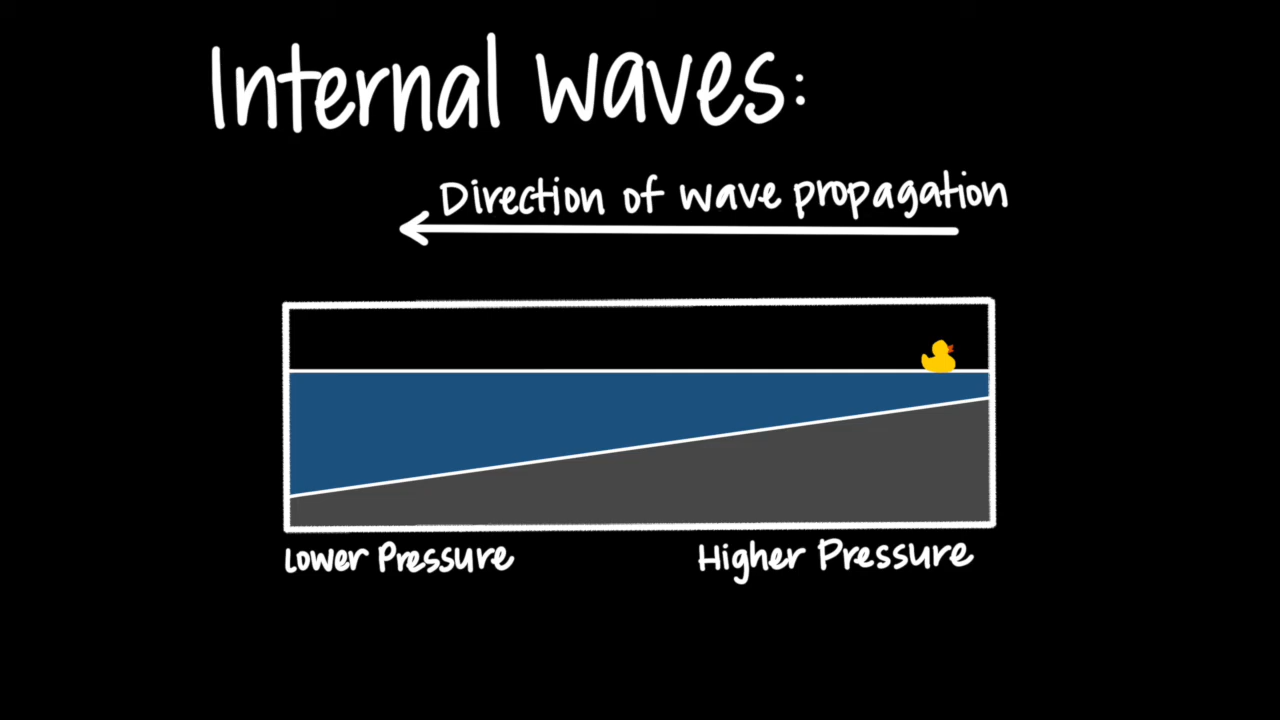 Internal waves:
Direction of wave propagation
Lower Pressure
Higher Pressure